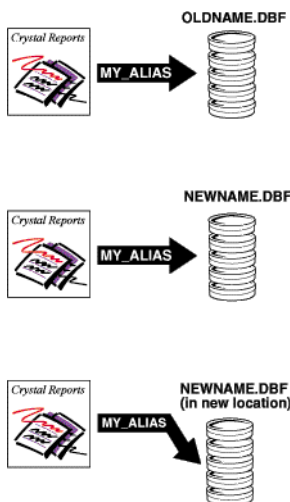 OLDNAME.DBF
Crystal Reports
MY_ALIAS
NEWNAME.DBF
Crystal Reports
MY_ALIAS
NEWNAME.DBF
(in new location)
Crystal Reports
MY_ALIAS